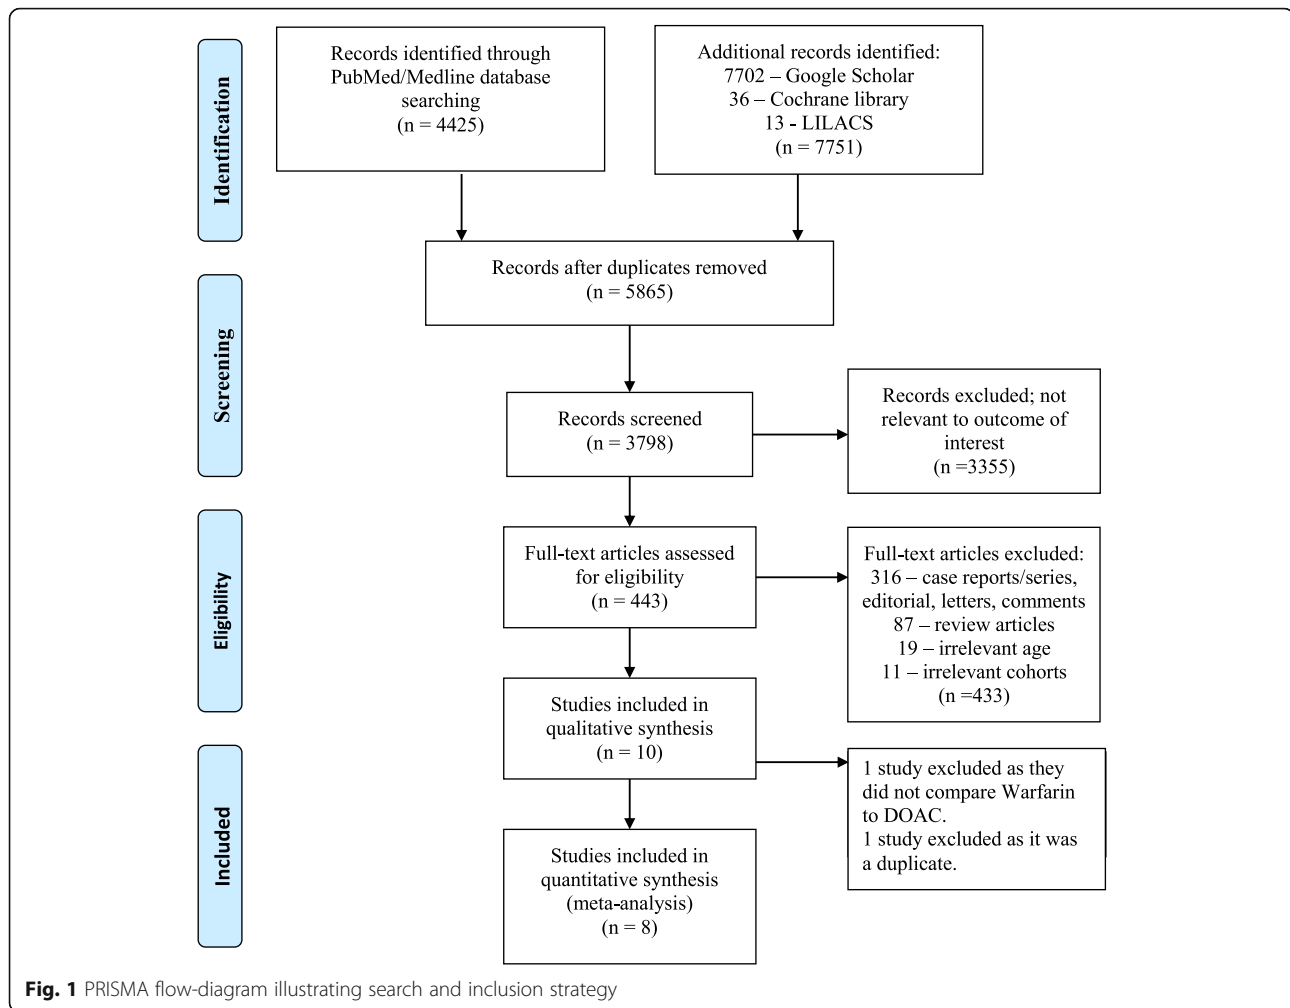 Identification
Records identified through
PubMed/Medline database
searching
(n = 4425)
Additional records identified:
7702 – Google Scholar
36 – Cochrane library
13 - LILACS
(n = 7751)
Records after duplicates removed
(n = 5865)
Screening
Records screened
(n = 3798)
Records excluded; not
relevant to outcome of
interest
(n =3355)
Eligibility
Full-text articles assessed
for eligibility
(n = 443)
Full-text articles excluded:
316 – case reports/series,
editorial, letters, comments
87 – review articles
19 – irrelevant age
11 – irrelevant cohorts
(n =433)
Studies included in
qualitative synthesis
(n = 10)
Included
1 study excluded as they
did not compare Warfarin
to DOAC.
1 study excluded as it was
a duplicate.
Studies included in
quantitative synthesis
(meta-analysis)
(n = 8)
Fig. 1 PRISMA flow-diagram illustrating search and inclusion strategy